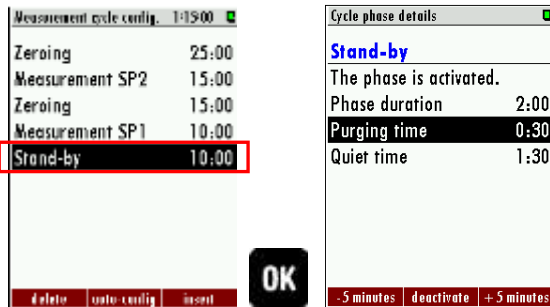 Measurement cycle config. 1:15:00
Zeroing 25:00
Measurement SP2 15:00
Zeroing 15:00
Measurement SP1 10:00
Stand-by 10:00
delete auto-config insert
OK
Cycle phase details
Stand-by
The phase is activated.
Phase duration 2:00
Purging time 0:30
Quiet time 1:30
-5 minutes deactivate +5 minutes